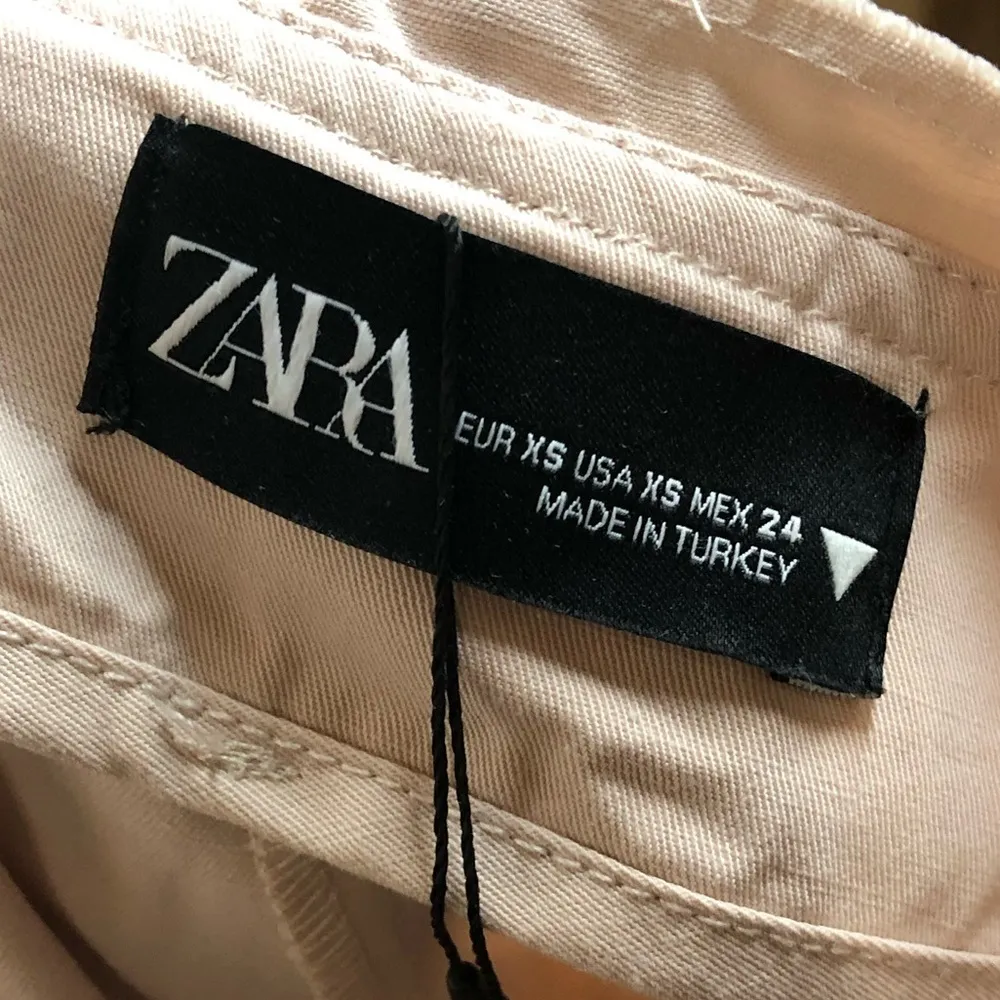 ZARA
EUR XS USA XS MEX 24
MADE IN TURKEY